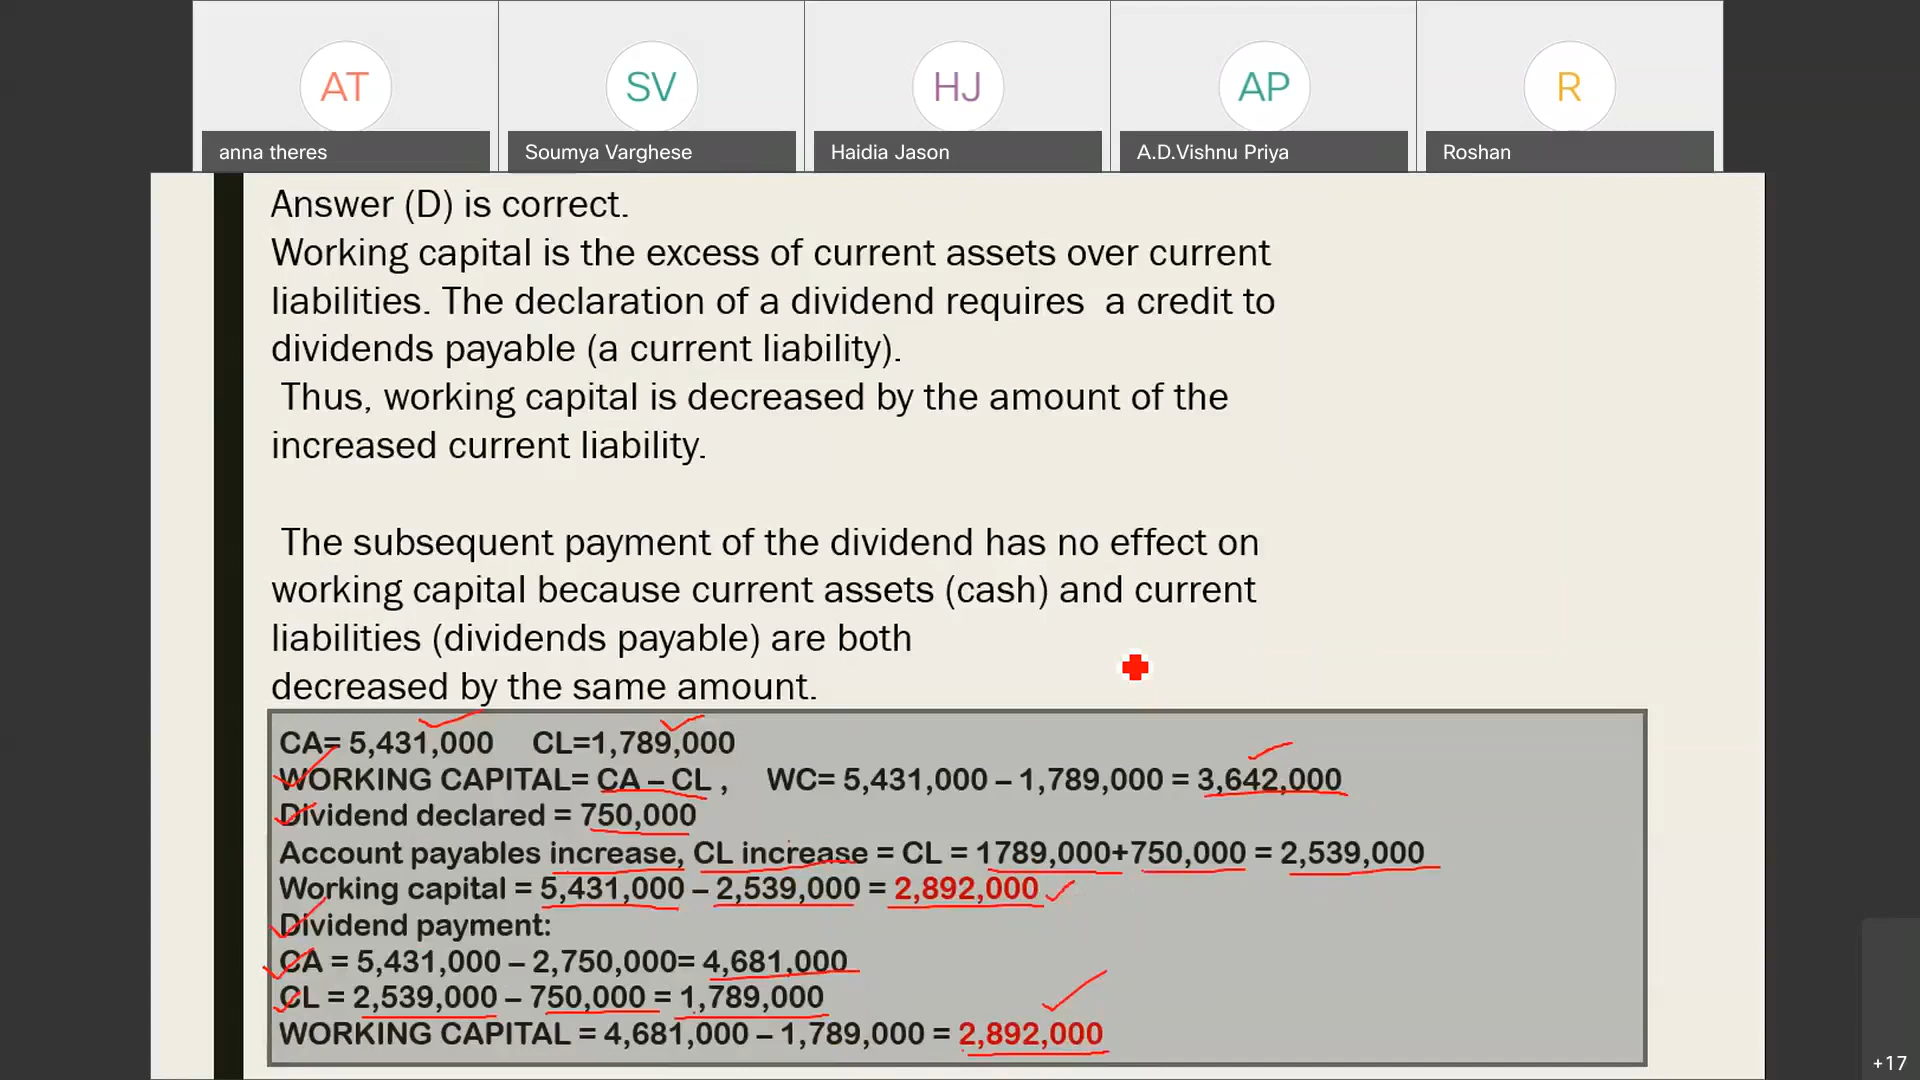 AT
SV
HJ
AP
R
anna theres
Soumya Varghese
Haidia Jason
A.D.Vishnu Priya
Roshan
Answer (D) is correct.
Working capital is the excess of current assets over current
liabilities. The declaration of a dividend requires  a credit to
dividends payable (a current liability).
Thus, working capital is decreased by the amount of the
increased current liability.
The subsequent payment of the dividend has no effect on
working capital because current assets (cash) and current
liabilities (dividends payable) are both
decreased by the same amount.
CA= 5,431,000    CL=1,789,000
WORKING CAPITAL= CA – CL ,    WC= 5,431,000 – 1,789,000 = 3,642,000
Dividend declared = 750,000
Account payables increase, CL increase = CL = 1789,000+750,000 = 2,539,000
Working capital = 5,431,000 – 2,539,000 = 2,892,000
Dividend payment:
CA = 5,431,000 – 2,750,000= 4,681,000
CL = 2,539,000 – 750,000 = 1,789,000
WORKING CAPITAL = 4,681,000 – 1,789,000 = 2,892,000
+17